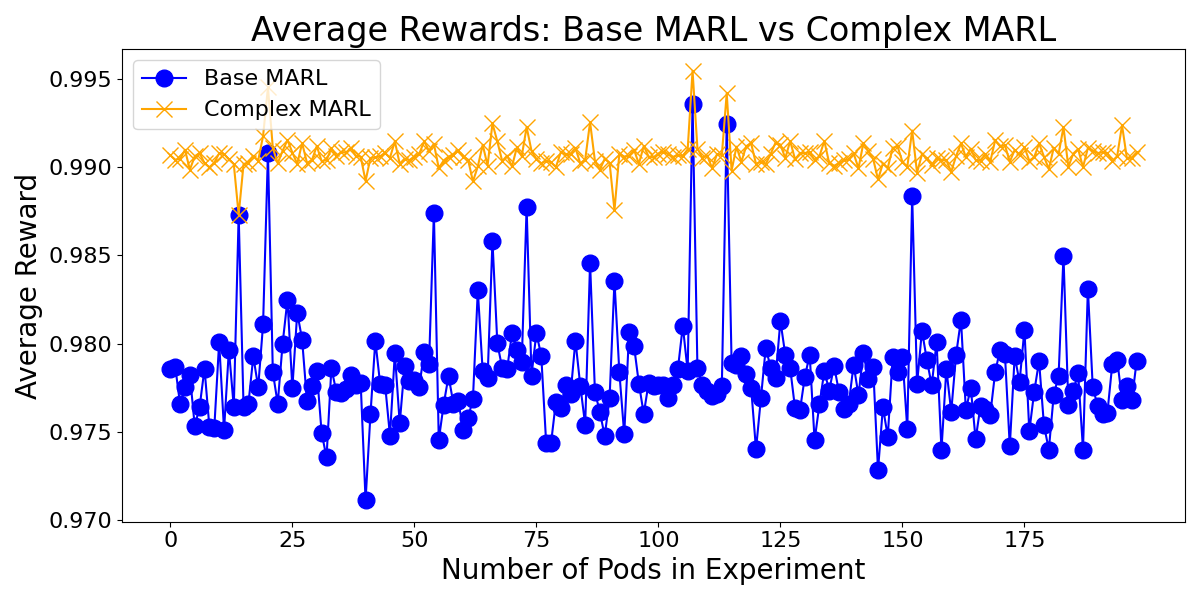 Average Rewards: Base MARL vs Complex MARL
Base MARL
Complex MARL
Average Reward
0.995
0.990
0.985
0.980
0.975
0.970
0 25 50 75 100 125 150 175
Number of Pods in Experiment